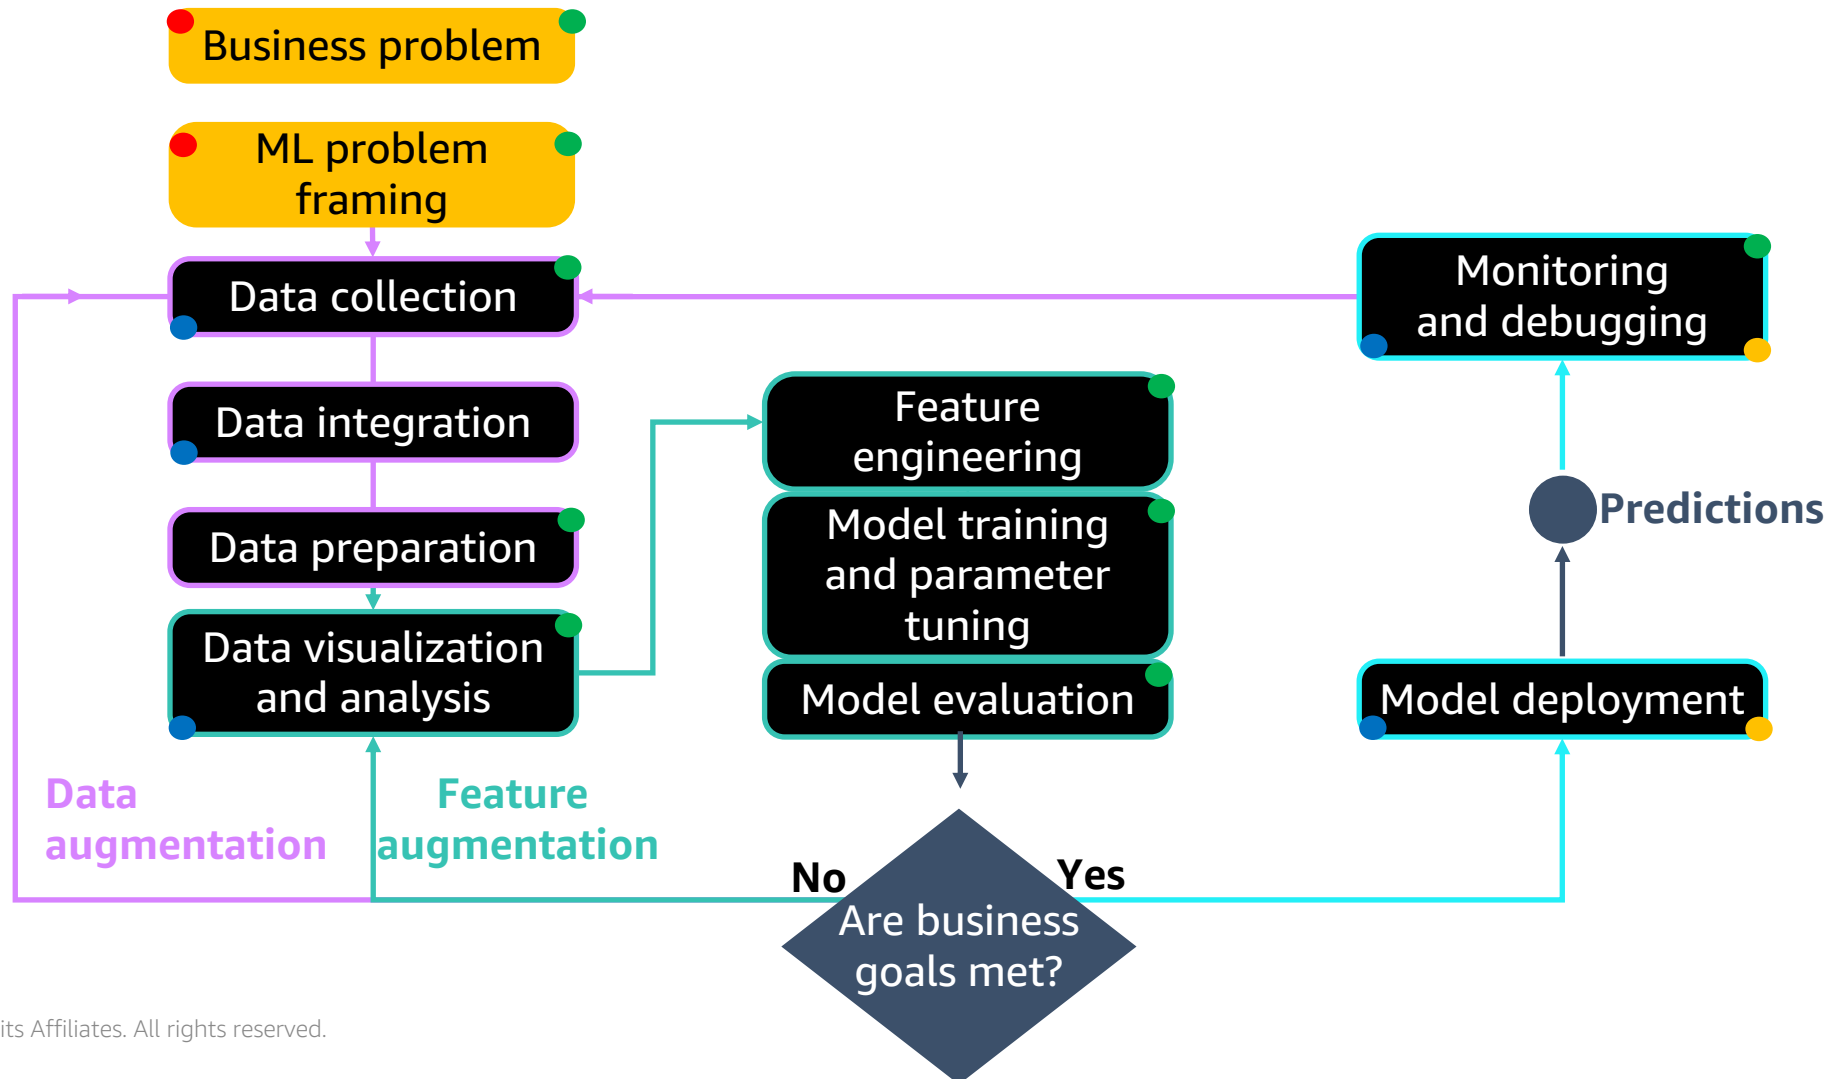 Business problem
ML problem
framing
Data collection
Data integration
Data preparation
Data visualization
and analysis
Feature
engineering
Model training
and parameter
tuning
Model evaluation
Monitoring
and debugging
Predictions
Model deployment
Data
augmentation
Feature
augmentation
No
Yes
Are business
goals met?
its Affiliates. All rights reserved.